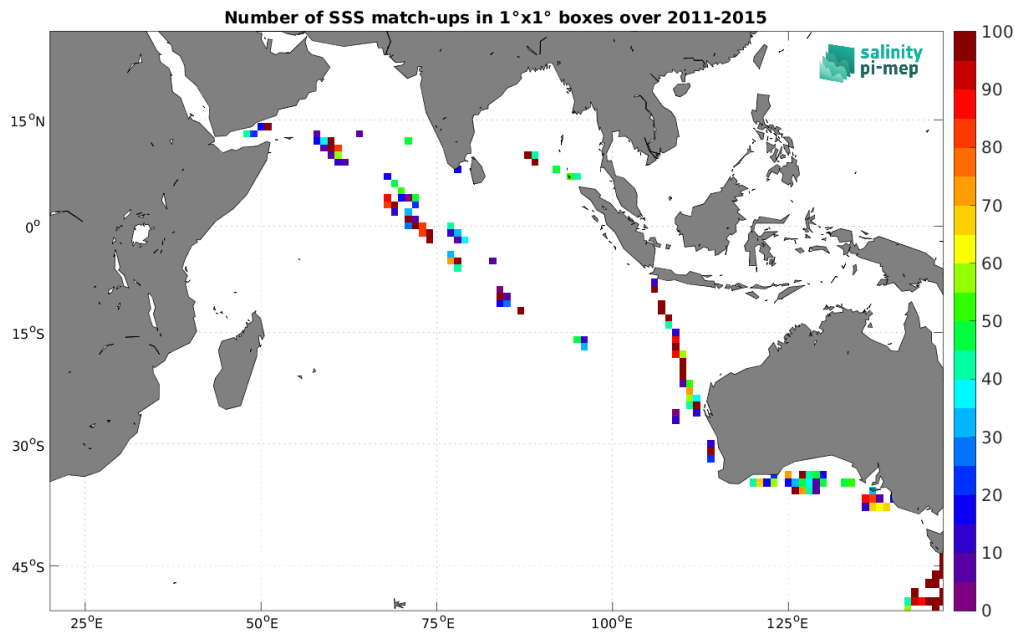 Number of SSS match-ups in 1°x1° boxes over 2011-2015
salinity
pi-mep
15°N
0°
15°S
30°S
45°S
25°E
50°E
75°E
100°E
125°E
100
90
80
70
60
50
40
30
20
10
0